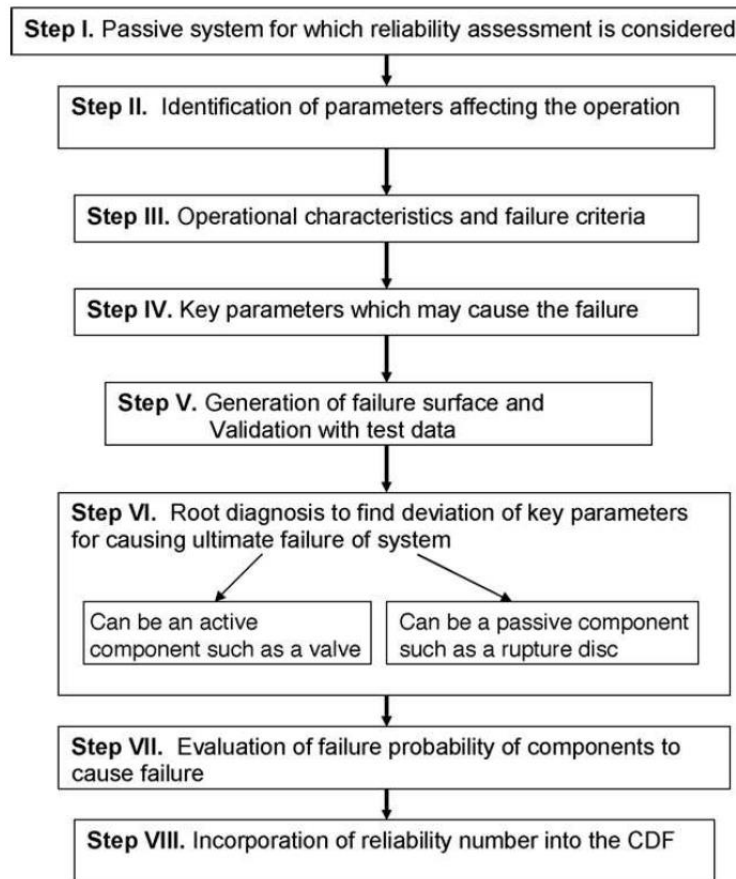 Step I. Passive system for which reliability assessment is considered
Step II. Identification of parameters affecting the operation
Step III. Operational characteristics and failure criteria
Step IV. Key parameters which may cause the failure
Step V. Generation of failure surface and
Validation with test data
Step VI. Root diagnosis to find deviation of key parameters
for causing ultimate failure of system
Can be an active
component such as a valve
Can be a passive component
such as a rupture disc
Step VII. Evaluation of failure probability of components to
cause failure
Step VIII. Incorporation of reliability number into the CDF